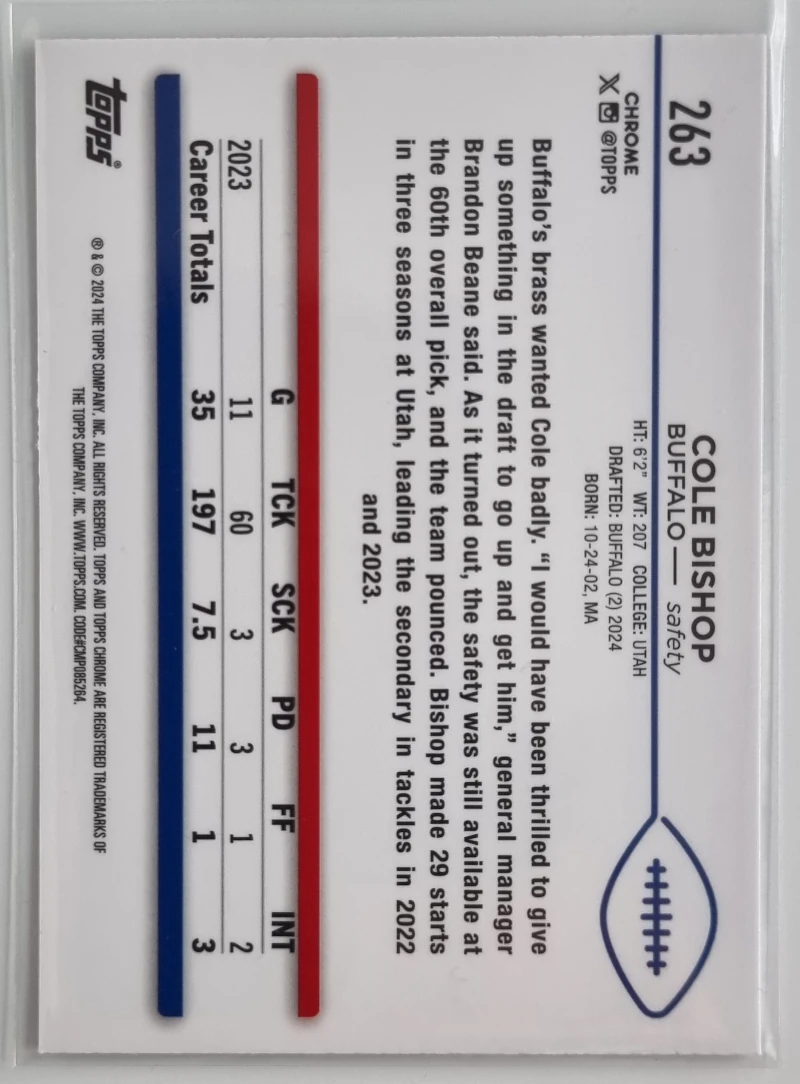 263
COLE BISHOP
BUFFALO — safety
CHROME
X @TOPPS
HT: 6'2" WT: 207 COLLEGE: UTAH
DRAFTED: BUFFALO (2) 2024
BORN: 10-24-02, MA
Buffalo's brass wanted Cole badly. “I would have been thrilled to give
up something in the draft to go up and get him,” general manager
Brandon Beane said. As it turned out, the safety was still available at
the 60th overall pick, and the team pounced. Bishop made 29 starts
in three seasons at Utah, leading the secondary in tackles in 2022
and 2023.
G TCK SCK PD FF INT
2023 11 60 3 3 1 2
Career Totals 35 197 7.5 11 1 3
topps®
® & © 2024 THE TOPPS COMPANY, INC. ALL RIGHTS RESERVED. TOPPS AND TOPPS CHROME ARE REGISTERED TRADEMARKS OF
THE TOPPS COMPANY, INC. WWW.TOPPS.COM. CODE#CMP085284.